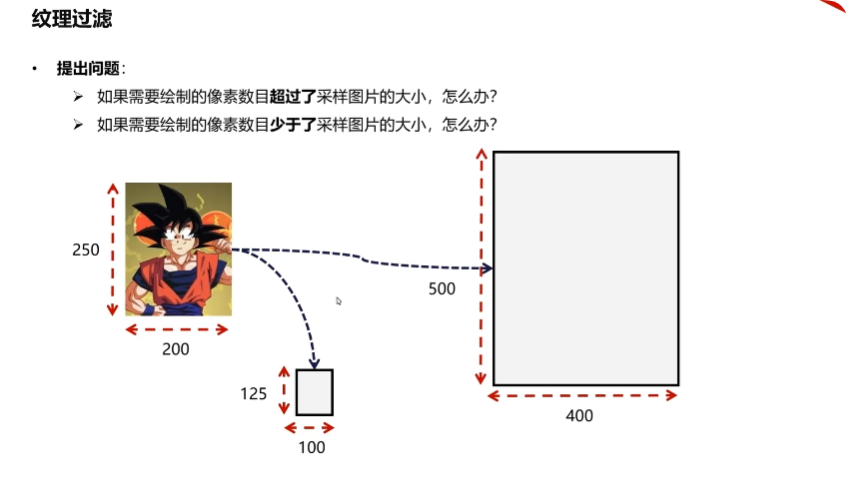 纹理过滤
• 提出问题：
➢ 如果需要绘制的像素数目超过了采样图片的大小，怎么办？
➢ 如果需要绘制的像素数目少于了采样图片的大小，怎么办？
250
200
500
400
125
100